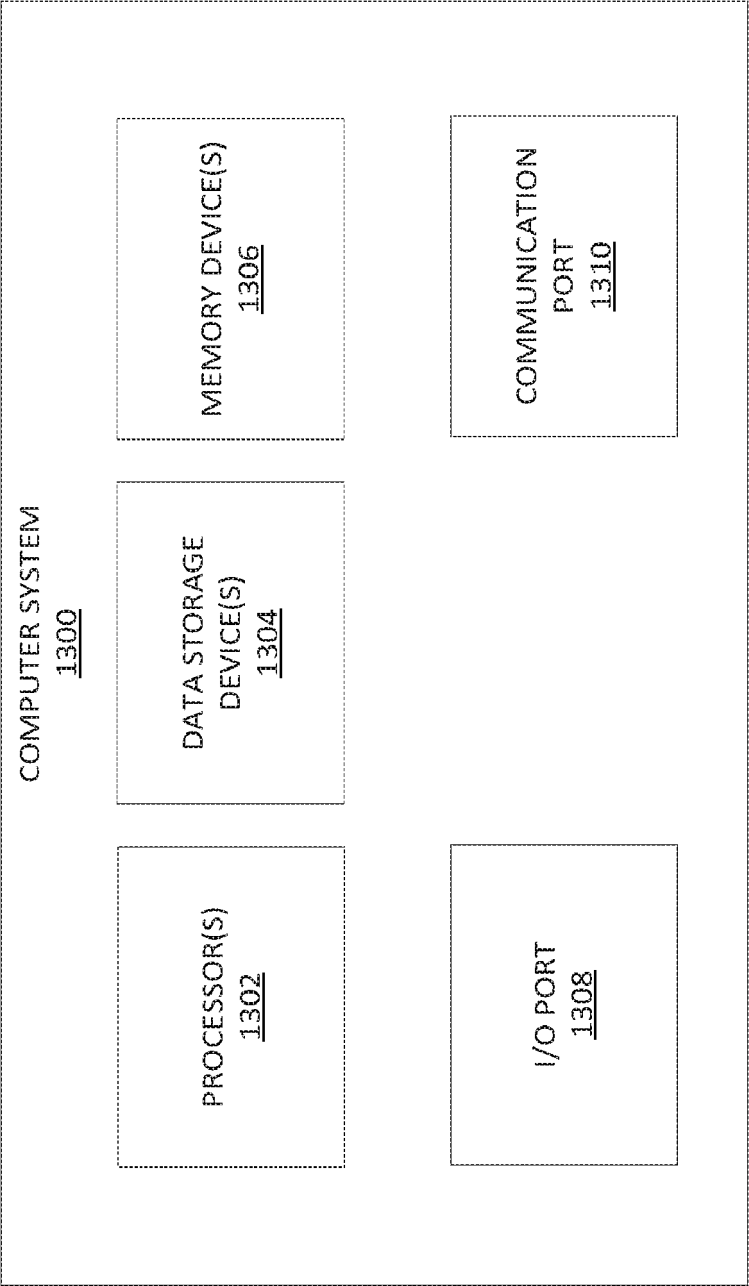 COMPUTER SYSTEM
1300
PROCESSOR(S)
1302
DATA STORAGE
DEVICE(S)
1304
MEMORY DEVICE(S)
1306
I/O PORT
1308
COMMUNICATION
PORT
1310